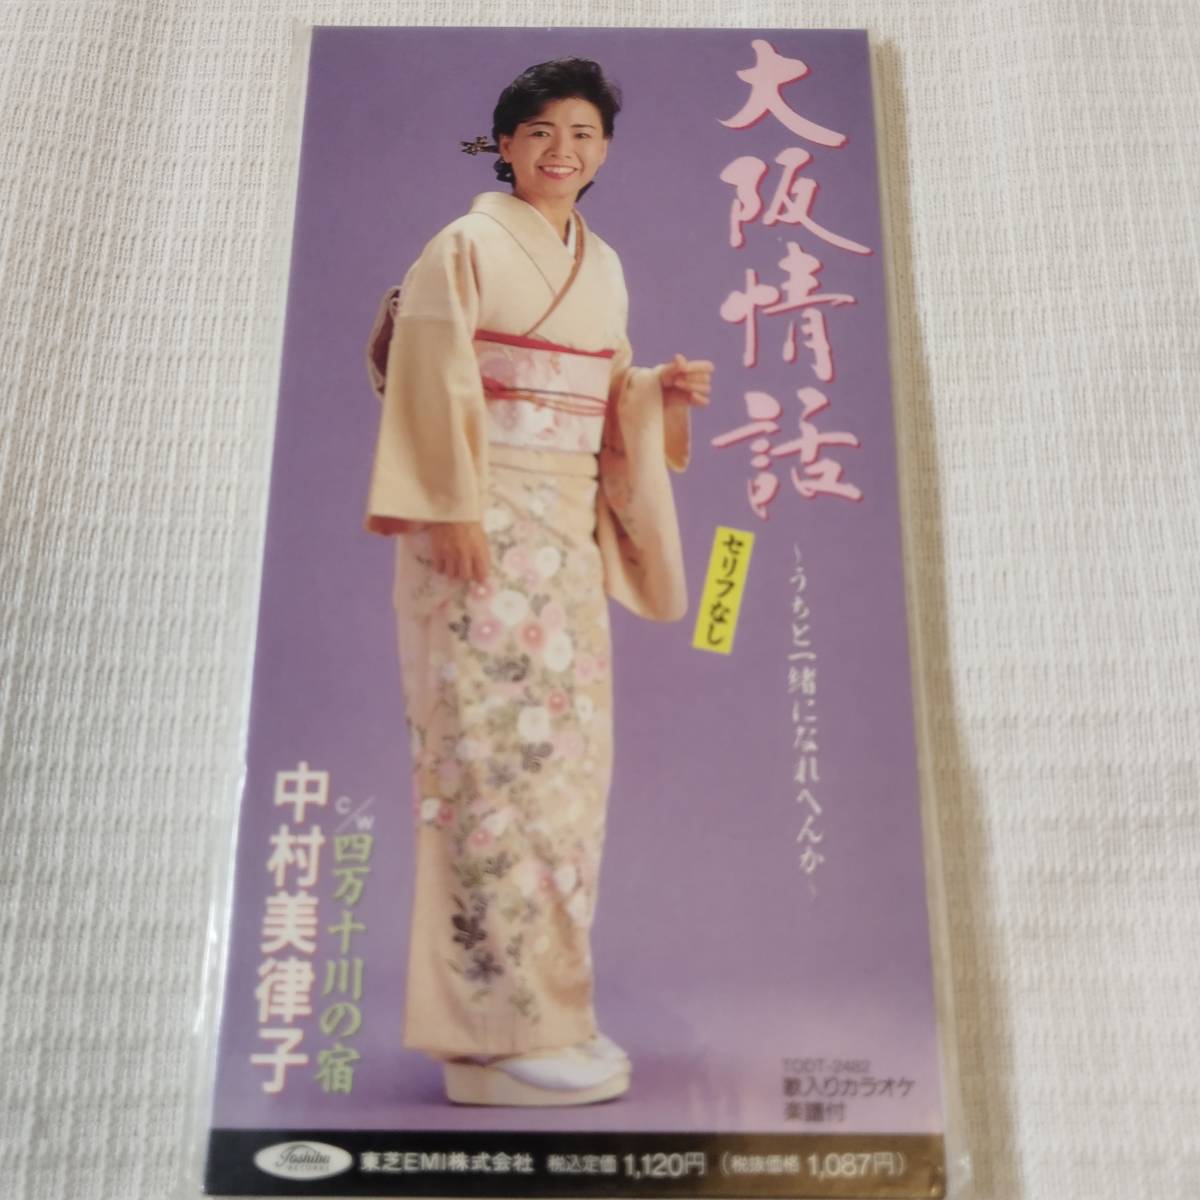 大阪情話
～うちと一緒になれへんか～
セリフなし
c/w四万十川の宿
中村美律子
TODT-2482
歌入りカラオケ
楽譜付
Toshiba
RECORDS
東芝EMI株式会社 税込定価1,120円(税抜価格1,087円)